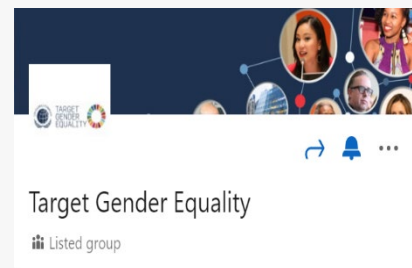 TARGET
GENDER
EQUALITY
Target Gender Equality
Listed group